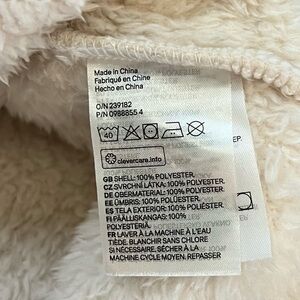 Made in China
Fabriqué en Chine
Hecho en China
O/N 239182
P/N 0988855 4
40
clevercare.info
GB SHELL: 100% POLYESTER.
CZ SVRCHNÍ LÁTKA: 100% POLYESTER.
DE OBERMATERIAL: 100% POLYESTER.
EE ÜMBRIS: 100% POLÜESTER.
ES TELA EXTERIOR: 100% POLIÉSTER.
FI PÄÄLLISKANGAS: 100%
POLYESTERIÄ.
FR LAVER À LA MACHINE À L'EAU
TIÈDE. BLANCHIR SANS CHLORE
SI NÉCESSAIRE. SÉCHER À LA
MACHINE CYCLE MOYEN. REPASSER